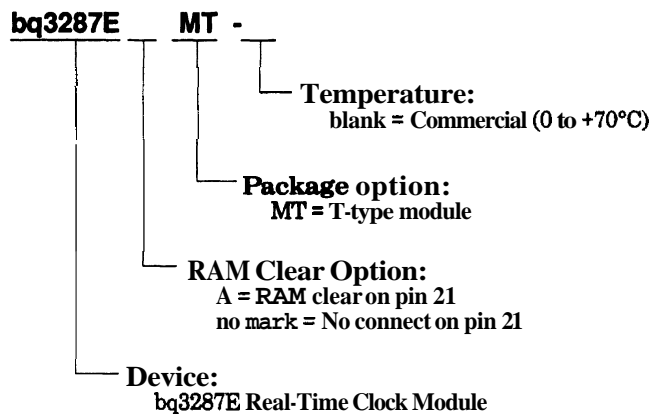 bq3287E MT -
Temperature:
blank = Commercial (0 to +70°C)
Package option:
MT = T-type module
RAM Clear Option:
A = RAM clear on pin 21
no mark = No connect on pin 21
Device:
bq3287E Real-Time Clock Module